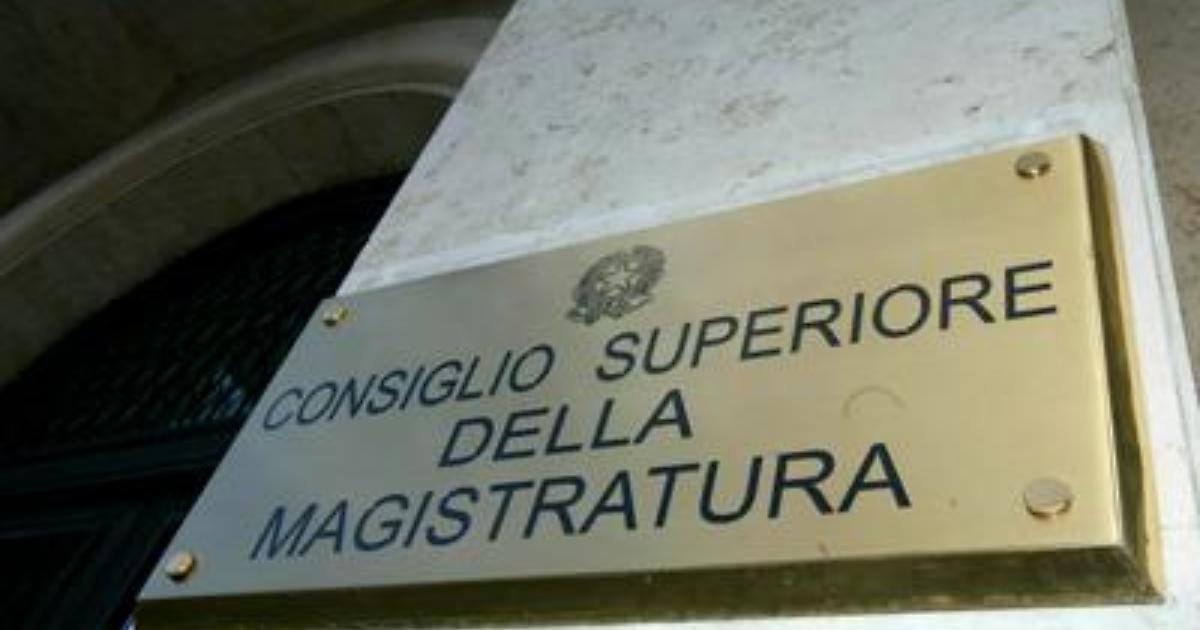 CONSIGLIO SUPERIORE
DELLA
MAGISTRATURA